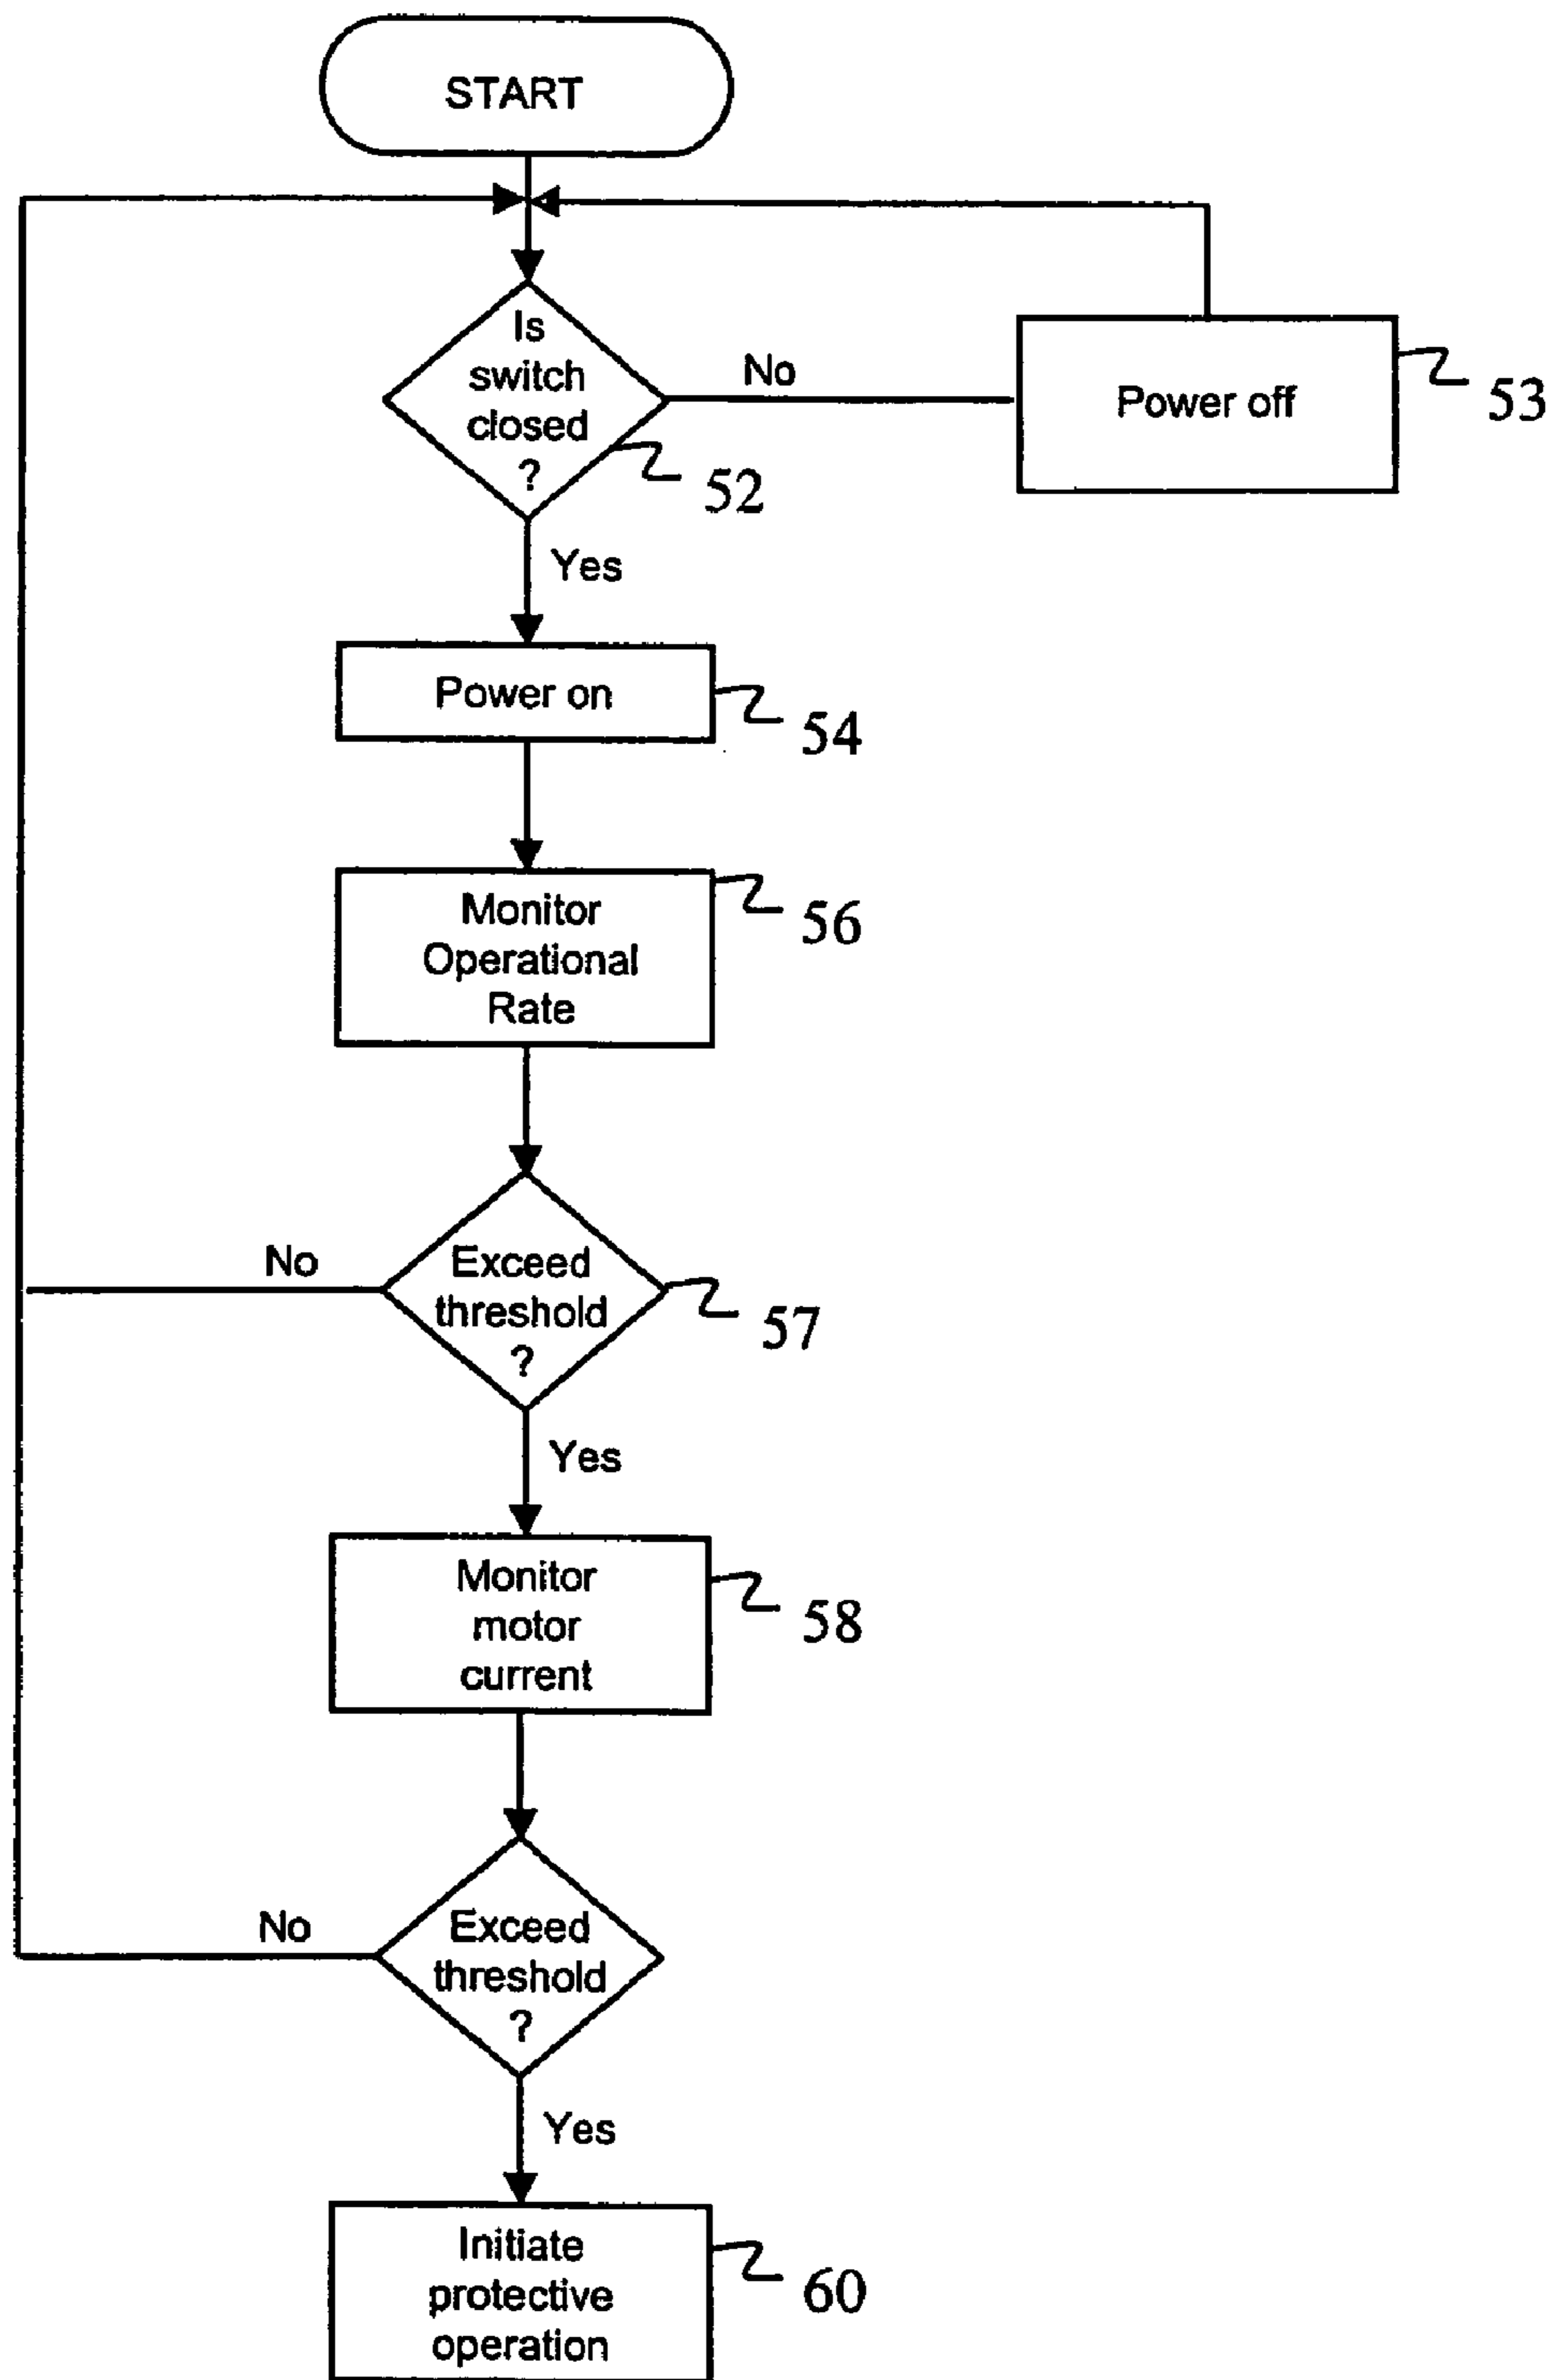 START
Is
switch
closed
?
No
Power off
53
52
Yes
Power on
54
Monitor
Operational
Rate
56
No
Exceed
threshold
?
57
Yes
Monitor
motor
current
58
No
Exceed
threshold
?
Yes
Initiate
protective
operation
60